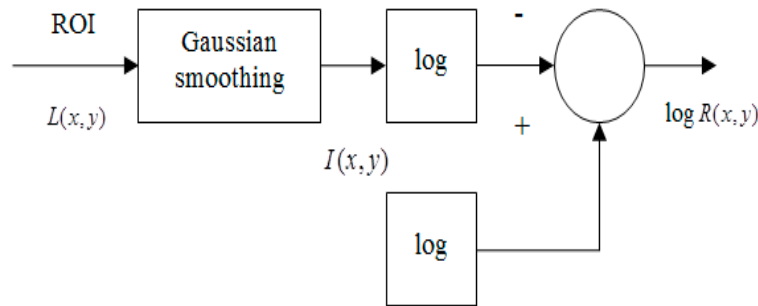 ROI
Gaussian
smoothing
log
-
+
L(x, y)
I(x, y)
log R(x, y)
log